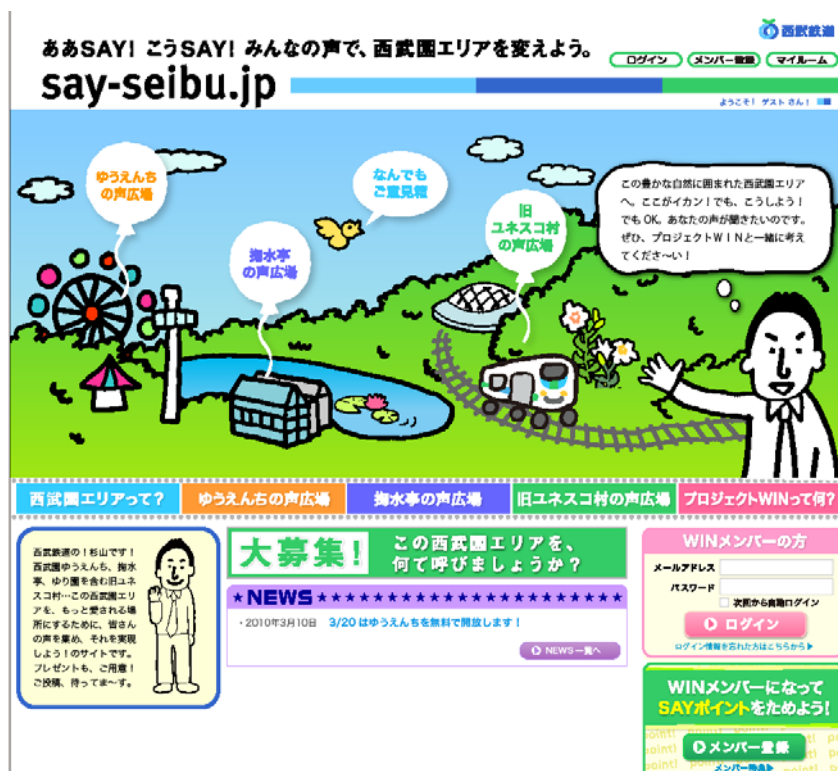 西武鉄道
ああSAY! こうSAY! みんなの声で、西武園エリアを変えよう。
say-seibu.jp
ログイン
メンバー登録
マイルーム
ようこそ! ゲスト さん!
ゆうえんち
の声広場
なんでも
ご意見箱
掬水亭
の声広場
旧
ユネスコ村
の声広場
この豊かな自然に囲まれた西武園エリア
へ。ここがイカン!でも、こうしよう!
でもOK。あなたの声が聞きたいのです。
ぜひ、プロジェクトWINと一緒に考え
てくださ〜い!
西武園エリアって?
ゆうえんちの声広場
掬水亭の声広場
旧ユネスコ村の声広場
プロジェクトWINって何?
西武鉄道の!杉山です!
西武園ゆうえんち、掬水
亭、ゆり園を含む旧ユネ
スコ村…この西武園エリ
アを、もっと愛される場
所にするために、皆さん
の声を集め、それを実現
しよう!のサイトです。
プレゼントも、ご用意!
ご投稿、待ってま〜す。
大募集!
この西武園エリアを、
何て呼びましょうか?
★NEWS★★★★★★★★★★★★★★★★★★★★★★★
・2010年3月10日 3/20はゆうえんちを無料で開放します!
NEWS一覧へ
WINメンバーの方
メールアドレス
パスワード
次回から自動ログイン
ログイン
ログイン情報を忘れた方はこちらから▶
WINメンバーになって
SAYポイントをためよう!
メンバー登録
メンバー特典▶
point! point! point! point!